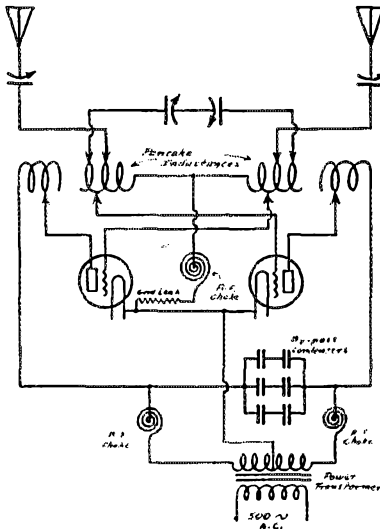 Pancake
Inductances
R.F.
Choke
Grid Leak
By-pass
Condensers
R.F.
Choke
R.F.
Choke
Power
Transformer
500 ~
A.C.